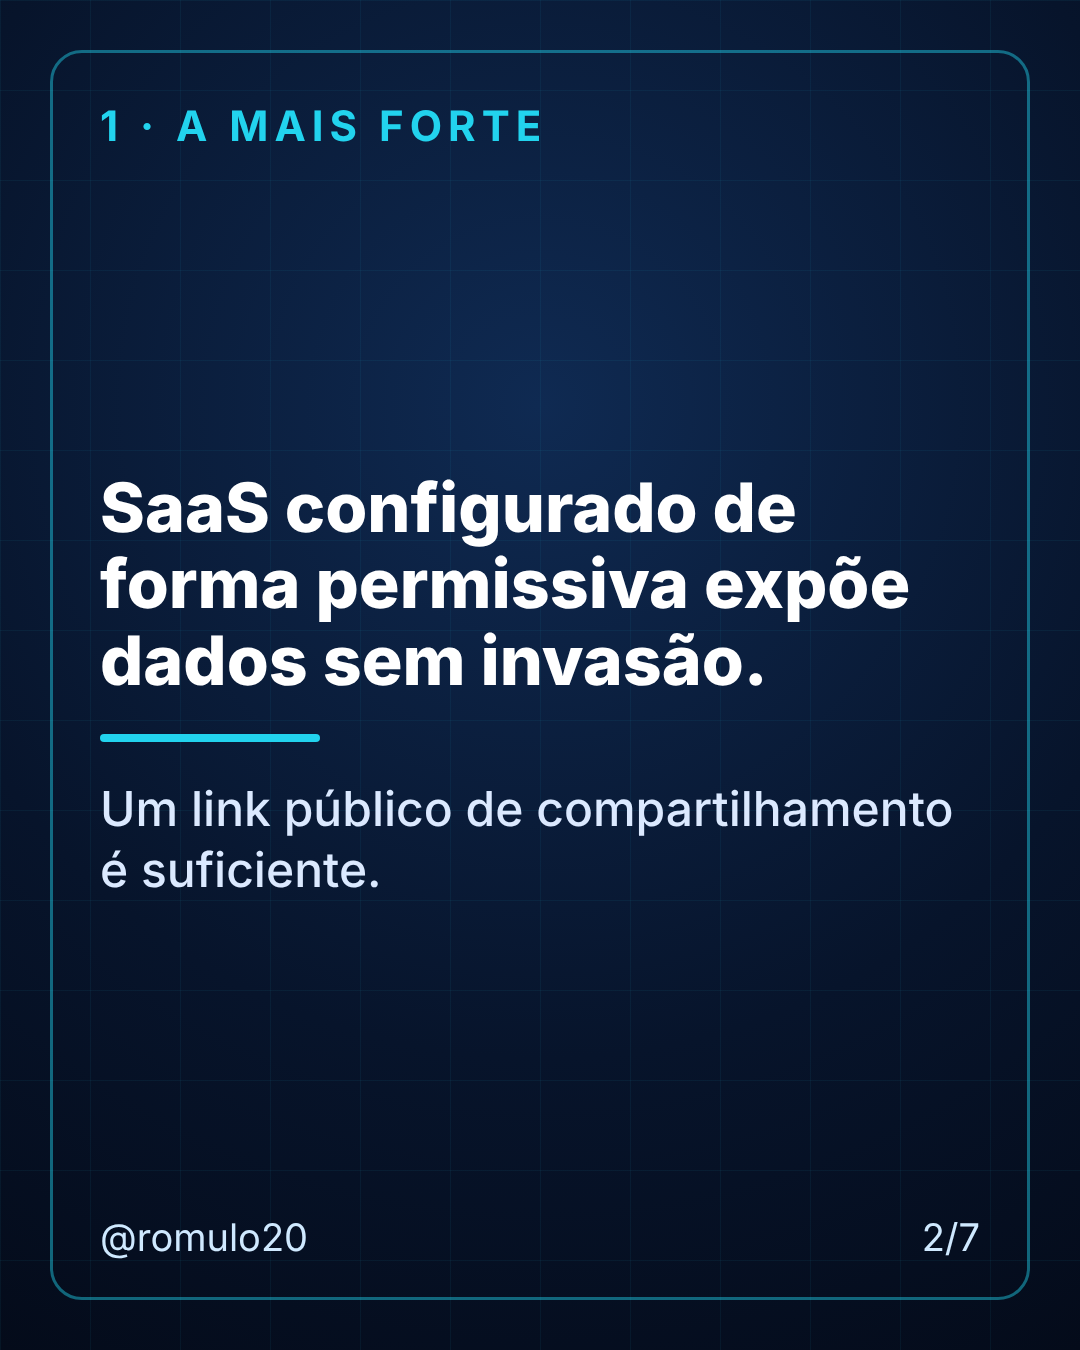 1 · A MAIS FORTE
SaaS configurado de
forma permissiva expõe
dados sem invasão.
Um link público de compartilhamento
é suficiente.
@romulo20
2/7